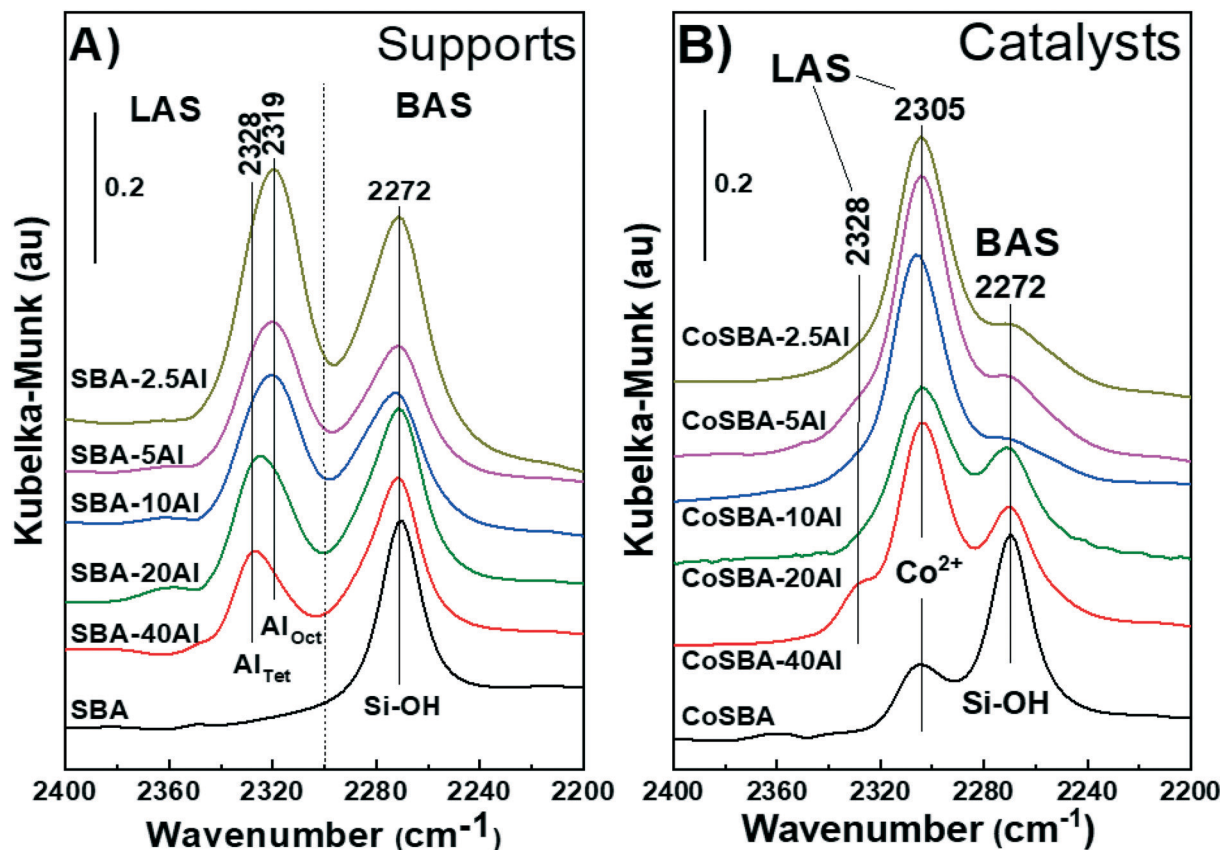 A) Supports
LAS BAS
2328
2319
2272
0.2
SBA-2.5Al
SBA-5Al
SBA-10Al
SBA-20Al
SBA-40Al
SBA
Al_Oct
Al_Tet
Si-OH
Kubelka-Munk (au)
2400 2360 2320 2280 2240 2200
Wavenumber (cm⁻¹)
B) Catalysts
LAS
2305
2328
0.2
BAS
2272
CoSBA-2.5Al
CoSBA-5Al
CoSBA-10Al
CoSBA-20Al
CoSBA-40Al
CoSBA
Co²⁺
Si-OH
Kubelka-Munk (au)
2400 2360 2320 2280 2240 2200
Wavenumber (cm⁻¹)